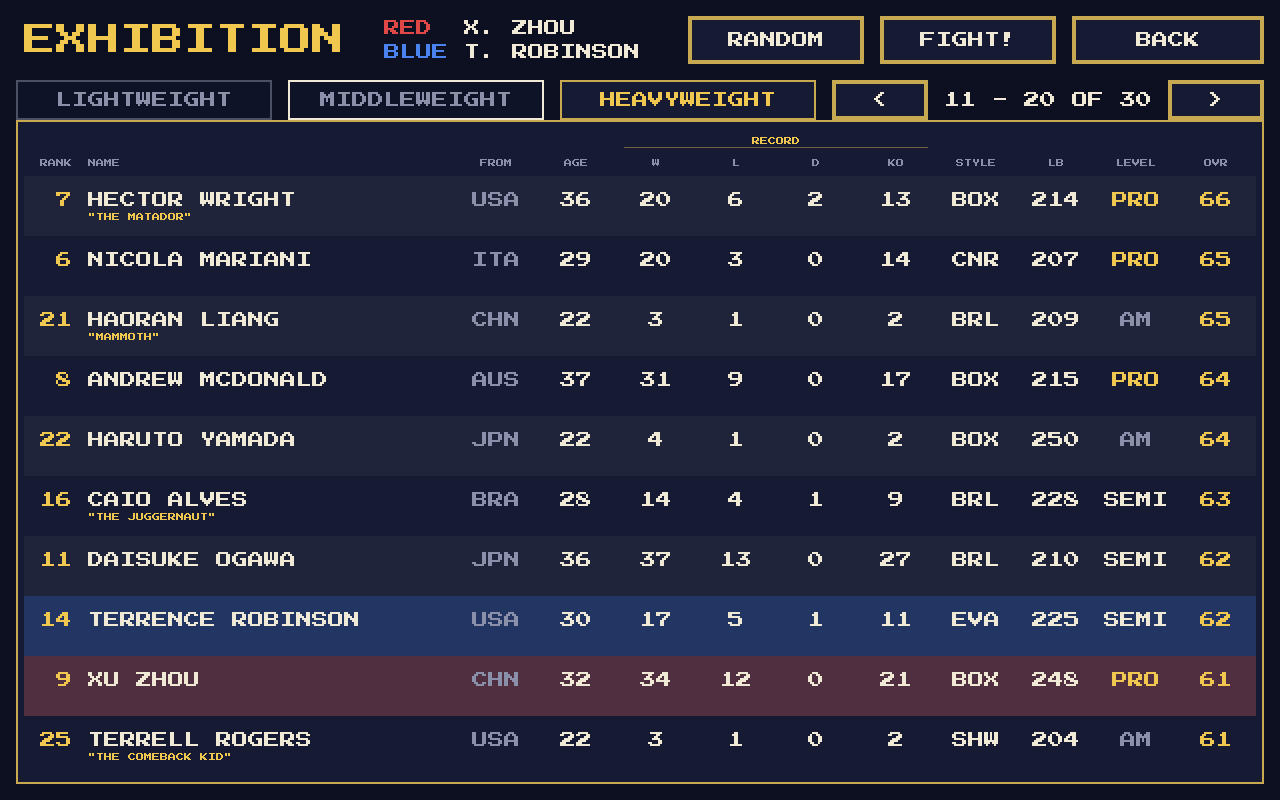 EXHIBITION
RED X. ZHOU
BLUE T. ROBINSON
RANDOM
FIGHT!
BACK
LIGHTWEIGHT
MIDDLEWEIGHT
HEAVYWEIGHT
<
11 - 20 OF 30
>
RECORD
RANK NAME FROM AGE W L D KO STYLE LB LEVEL OVR
7 HECTOR WRIGHT USA 36 20 6 2 13 BOX 214 PRO 66
"THE MATADOR"
6 NICOLA MARIANI ITA 29 20 3 0 14 CNR 207 PRO 65
21 HAORAN LIANG CHN 22 3 1 0 2 BRL 209 AM 65
"MAMMOTH"
8 ANDREW MCDONALD AUS 37 31 9 0 17 BOX 215 PRO 64
22 HARUTO YAMADA JPN 22 4 1 0 2 BOX 250 AM 64
16 CAIO ALVES BRA 28 14 4 1 9 BRL 228 SEMI 63
"THE JUGGERNAUT"
11 DAISUKE OGAWA JPN 36 37 13 0 27 BRL 210 SEMI 62
14 TERRENCE ROBINSON USA 30 17 5 1 11 EVA 225 SEMI 62
9 XU ZHOU CHN 32 34 12 0 21 BOX 248 PRO 61
25 TERRELL ROGERS USA 22 3 1 0 2 SHW 204 AM 61
"THE COMEBACK KID"